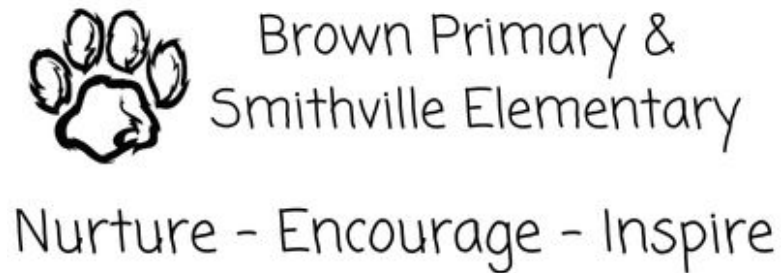 Brown Primary &
Smithville Elementary
Nurture - Encourage - Inspire